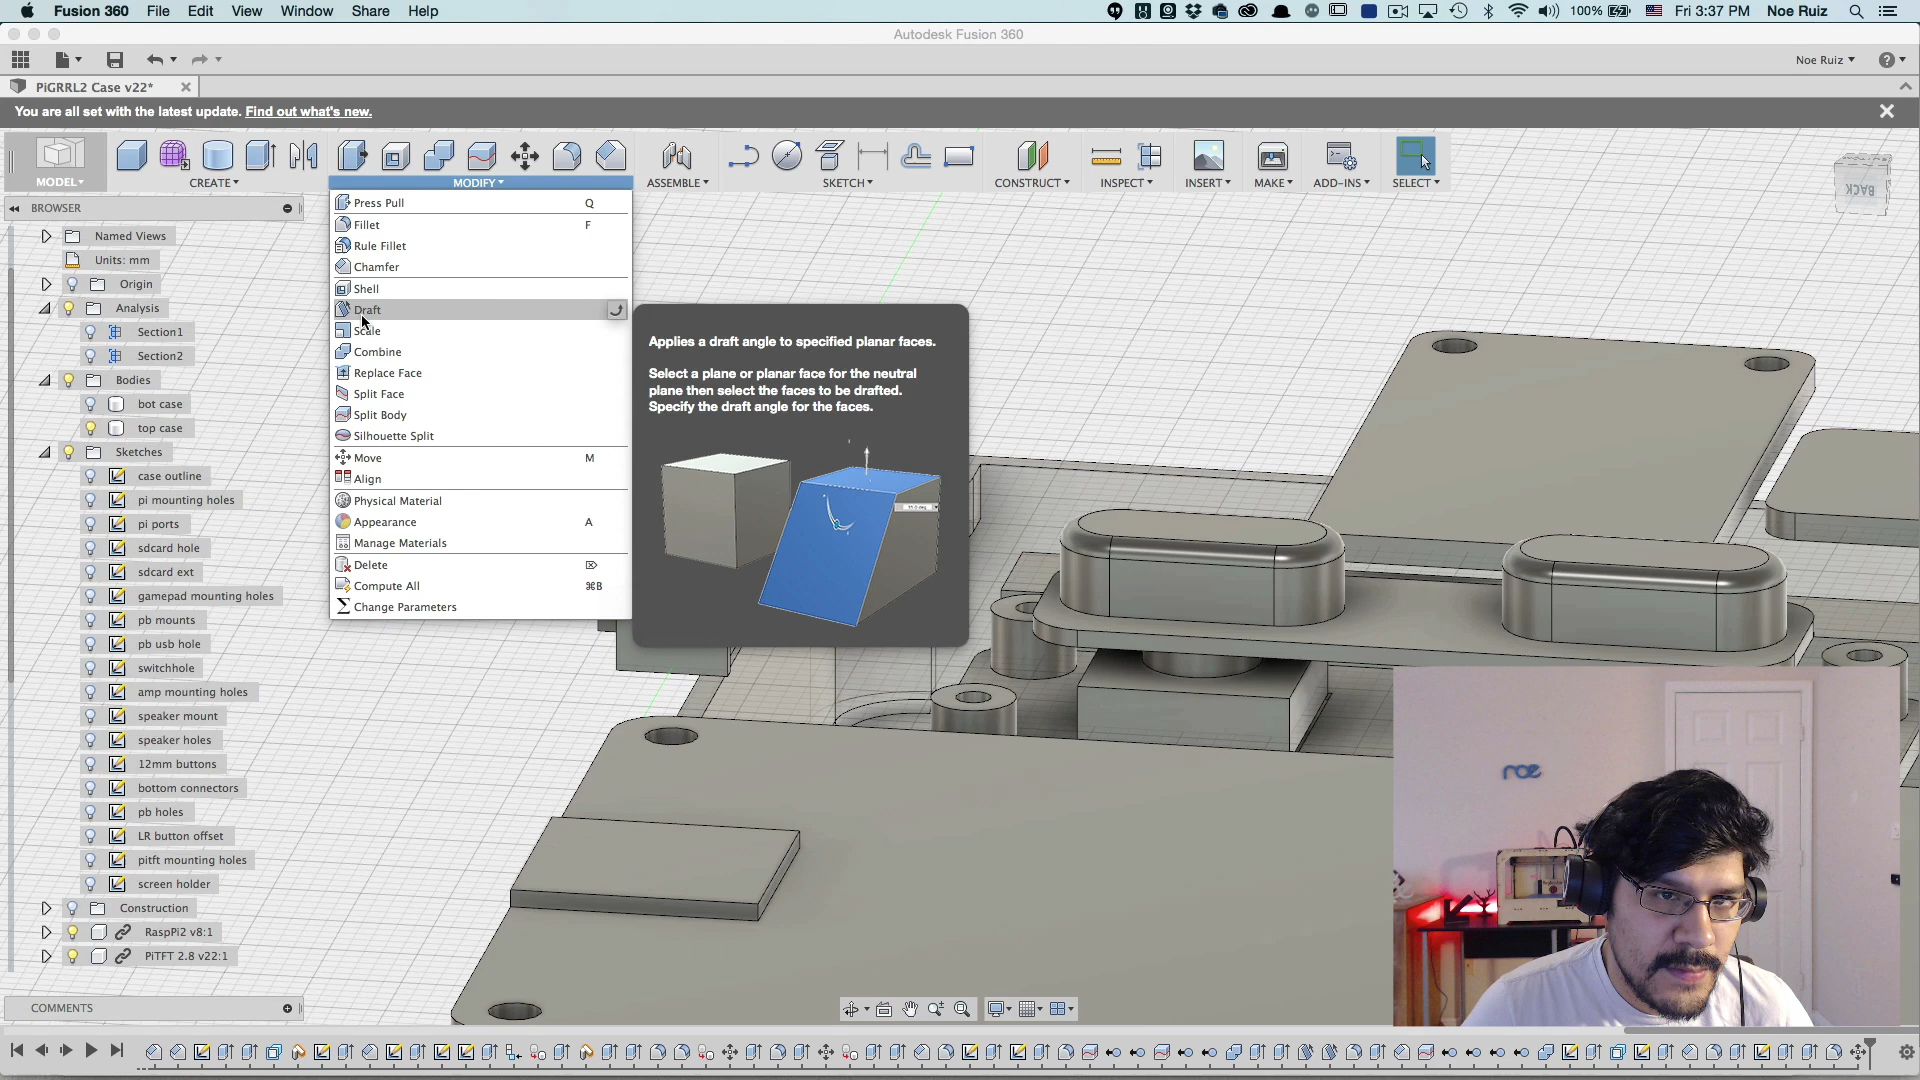 Fusion 360 File Edit View Window Share Help
100% Fri 3:37 PM Noe Ruiz
Autodesk Fusion 360
Noe Ruiz
PiGRRL2 Case v22*
You are all set with the latest update. Find out what's new.
MODEL CREATE MODIFY ASSEMBLE SKETCH CONSTRUCT INSPECT INSERT MAKE ADD-INS SELECT
BACK
BROWSER
Named Views
Units: mm
Origin
Analysis
Section1
Section2
Bodies
bot case
top case
Sketches
case outline
pi mounting holes
pi ports
sdcard hole
sdcard ext
gamepad mounting holes
pb mounts
pb usb hole
switchhole
amp mounting holes
speaker mount
speaker holes
12mm buttons
bottom connectors
pb holes
LR button offset
pitft mounting holes
screen holder
Construction
RaspPi2 v8:1
PiTFT 2.8 v22:1
COMMENTS
Press Pull Q
Fillet F
Rule Fillet
Chamfer
Shell
Draft
Scale
Combine
Replace Face
Split Face
Split Body
Silhouette Split
Move M
Align
Physical Material
Appearance A
Manage Materials
Delete
Compute All ⌘B
Change Parameters
Applies a draft angle to specified planar faces.
Select a plane or planar face for the neutral
plane then select the faces to be drafted.
Specify the draft angle for the faces.
noe